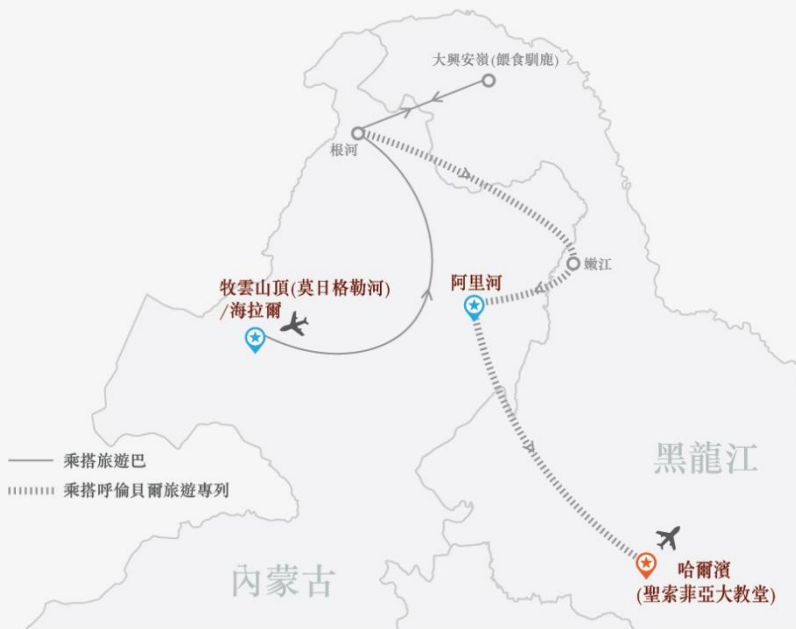 大興安嶺(餵食馴鹿)
根河
嫩江
牧雲山頂(莫日格勒河)
/海拉爾
阿里河
黑龍江
乘搭旅遊巴
乘搭呼倫貝爾旅遊專列
內蒙古
哈爾濱
(聖索菲亞大教堂)